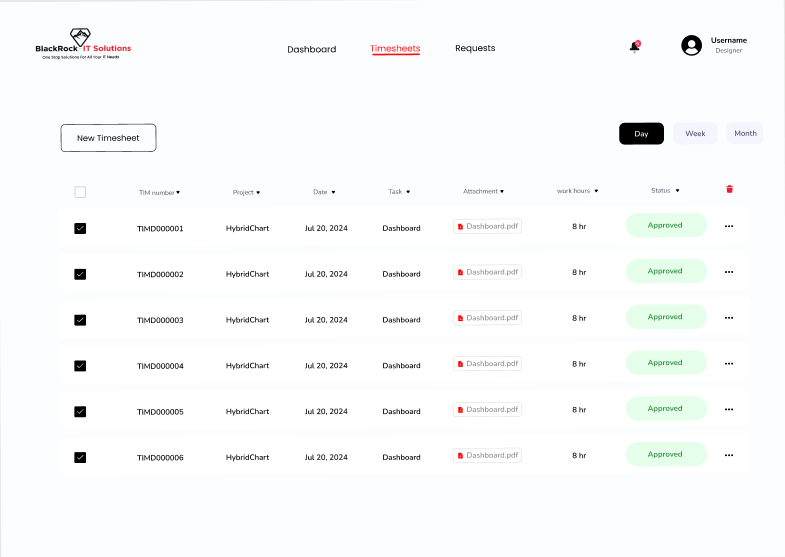 BlackRock IT Solutions
One Stop Solutions For All Your IT Needs
Dashboard Timesheets Requests
Username
Designer
New Timesheet
Day Week Month
TIM number Project Date Task Attachment work hours Status
TIMD000001 HybridChart Jul 20, 2024 Dashboard Dashboard.pdf 8 hr Approved
TIMD000002 HybridChart Jul 20, 2024 Dashboard Dashboard.pdf 8 hr Approved
TIMD000003 HybridChart Jul 20, 2024 Dashboard Dashboard.pdf 8 hr Approved
TIMD000004 HybridChart Jul 20, 2024 Dashboard Dashboard.pdf 8 hr Approved
TIMD000005 HybridChart Jul 20, 2024 Dashboard Dashboard.pdf 8 hr Approved
TIMD000006 HybridChart Jul 20, 2024 Dashboard Dashboard.pdf 8 hr Approved